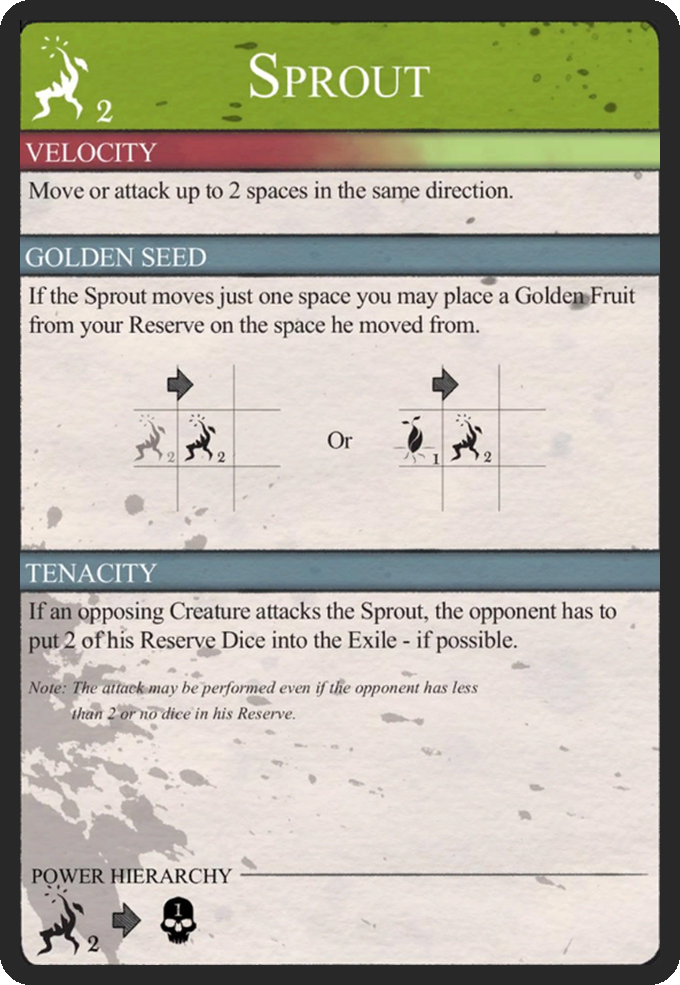 2
SPROUT
VELOCITY
Move or attack up to 2 spaces in the same direction.
GOLDEN SEED
If the Sprout moves just one space you may place a Golden Fruit
from your Reserve on the space he moved from.
2 2 Or 1 2
TENACITY
If an opposing Creature attacks the Sprout, the opponent has to
put 2 of his Reserve Dice into the Exile - if possible.
Note: The attack may be performed even if the opponent has less
than 2 or no dice in his Reserve.
POWER HIERARCHY
2 1